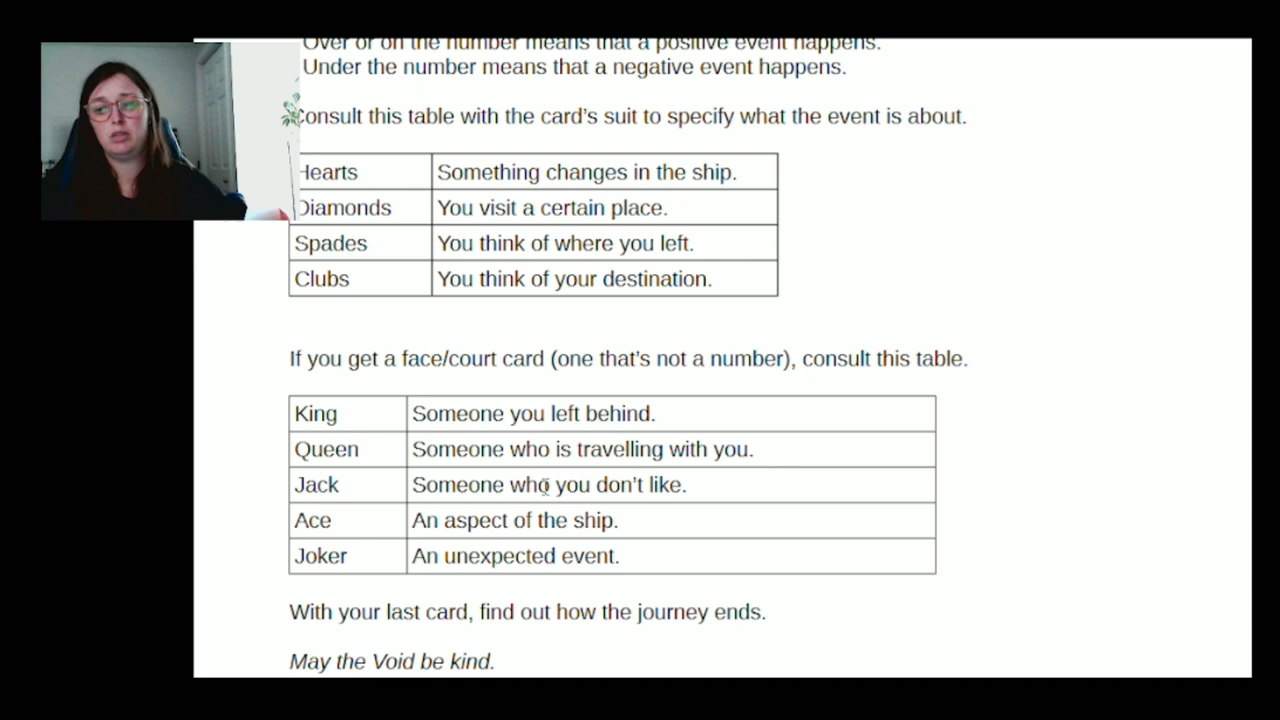 Over or on the number means that a positive event happens.
Under the number means that a negative event happens.
Consult this table with the card's suit to specify what the event is about.
Hearts Something changes in the ship.
Diamonds You visit a certain place.
Spades You think of where you left.
Clubs You think of your destination.
If you get a face/court card (one that's not a number), consult this table.
King Someone you left behind.
Queen Someone who is travelling with you.
Jack Someone who you don't like.
Ace An aspect of the ship.
Joker An unexpected event.
With your last card, find out how the journey ends.
May the Void be kind.